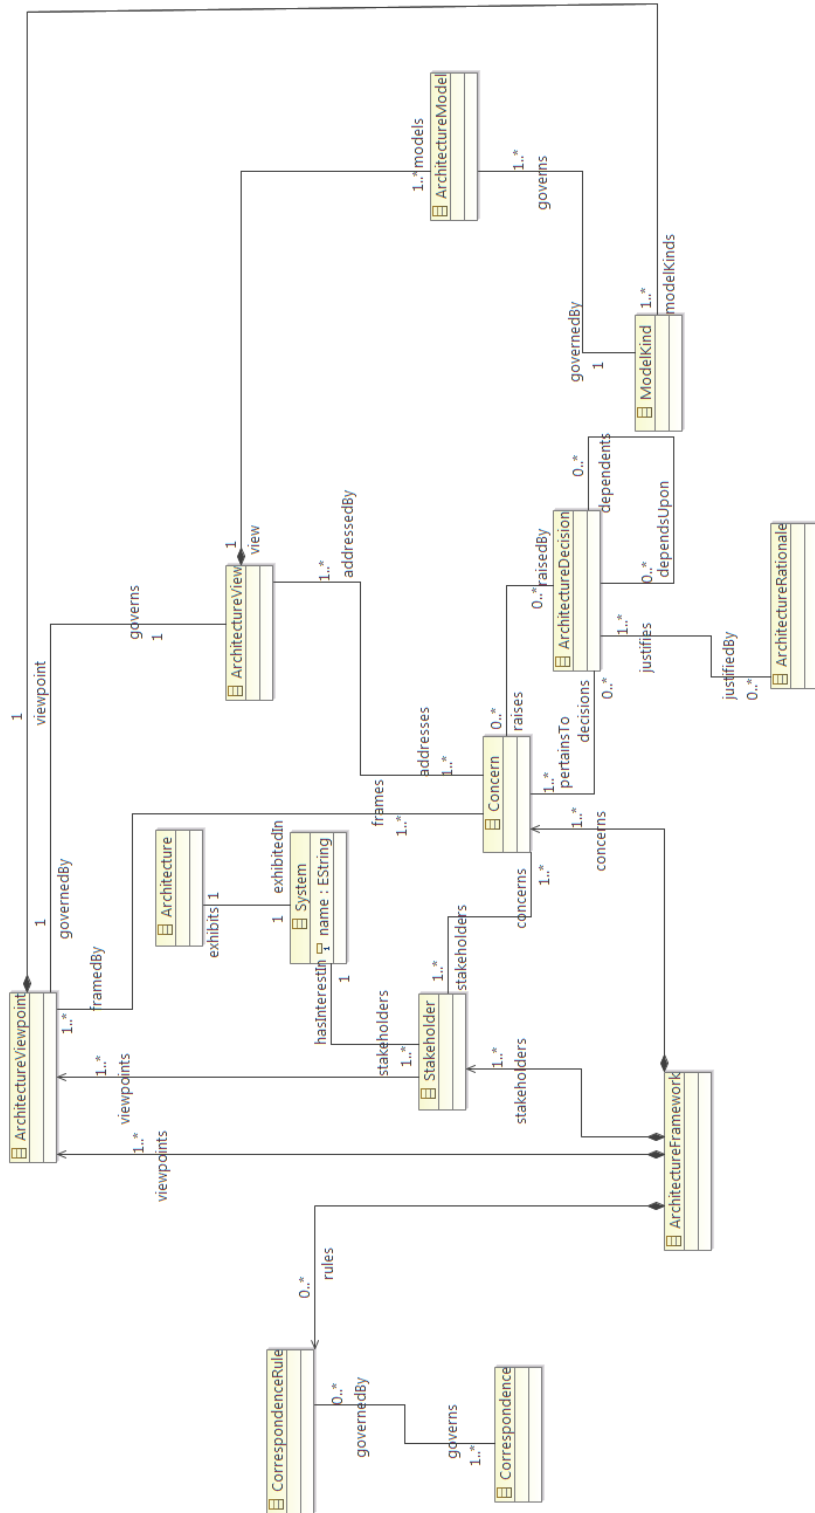 ArchitectureViewpoint
1
viewpoint
1
governedBy
governs
1
1..*
framedBy
1..*
viewpoints
1..*
viewpoints
ArchitectureView
1
view
1..*
models
ArchitectureModel
1..*
governs
governedBy
1
ModelKind
1..*
modelKinds
1..*
addressedBy
addresses
1..*
frames
1..*
Architecture
exhibits
1
exhibitedIn
1
System
name : EString
1
hasInterestIn
1
stakeholders
1..*
Stakeholder
1..*
stakeholders
concerns
1..*
Concern
0..*
raises
0..*
raisedBy
1..*
pertainsTo
decisions
0..*
ArchitectureDecision
0..*
dependents
0..*
dependsUpon
1..*
justifies
justifiedBy
0..*
ArchitectureRationale
1..*
concerns
1..*
stakeholders
ArchitectureFramework
0..*
rules
CorrespondenceRule
0..*
governedBy
governs
1..*
Correspondence